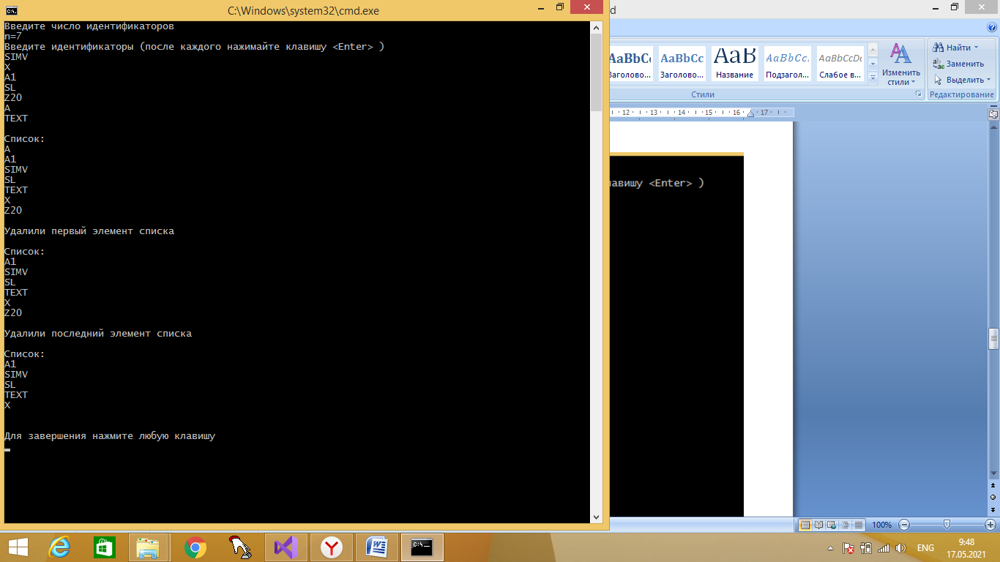 C:\Windows\system32\cmd.exe
Введите число идентификаторов
n=7
Введите идентификаторы (после каждого нажимайте клавишу <Enter> )
SIMV
X
A1
SL
Z20
A
TEXT
Список:
A
A1
SIMV
SL
TEXT
X
Z20
Удалили первый элемент списка
Список:
A1
SIMV
SL
TEXT
X
Z20
Удалили последний элемент списка
Список:
A1
SIMV
SL
TEXT
X
Для завершения нажмите любую клавишу
d
AaBbCc AaBbCc AaB AaBbCc. AaBbCcDd
Заголово... Заголово... Название Подзагол... Слабое в...
Изменить стили
Найти
Заменить
Выделить
Стили
Редактирование
12 13 14 15 16 17
авишу <Enter> )
100%
C:\
ENG
9:48
17.05.2021